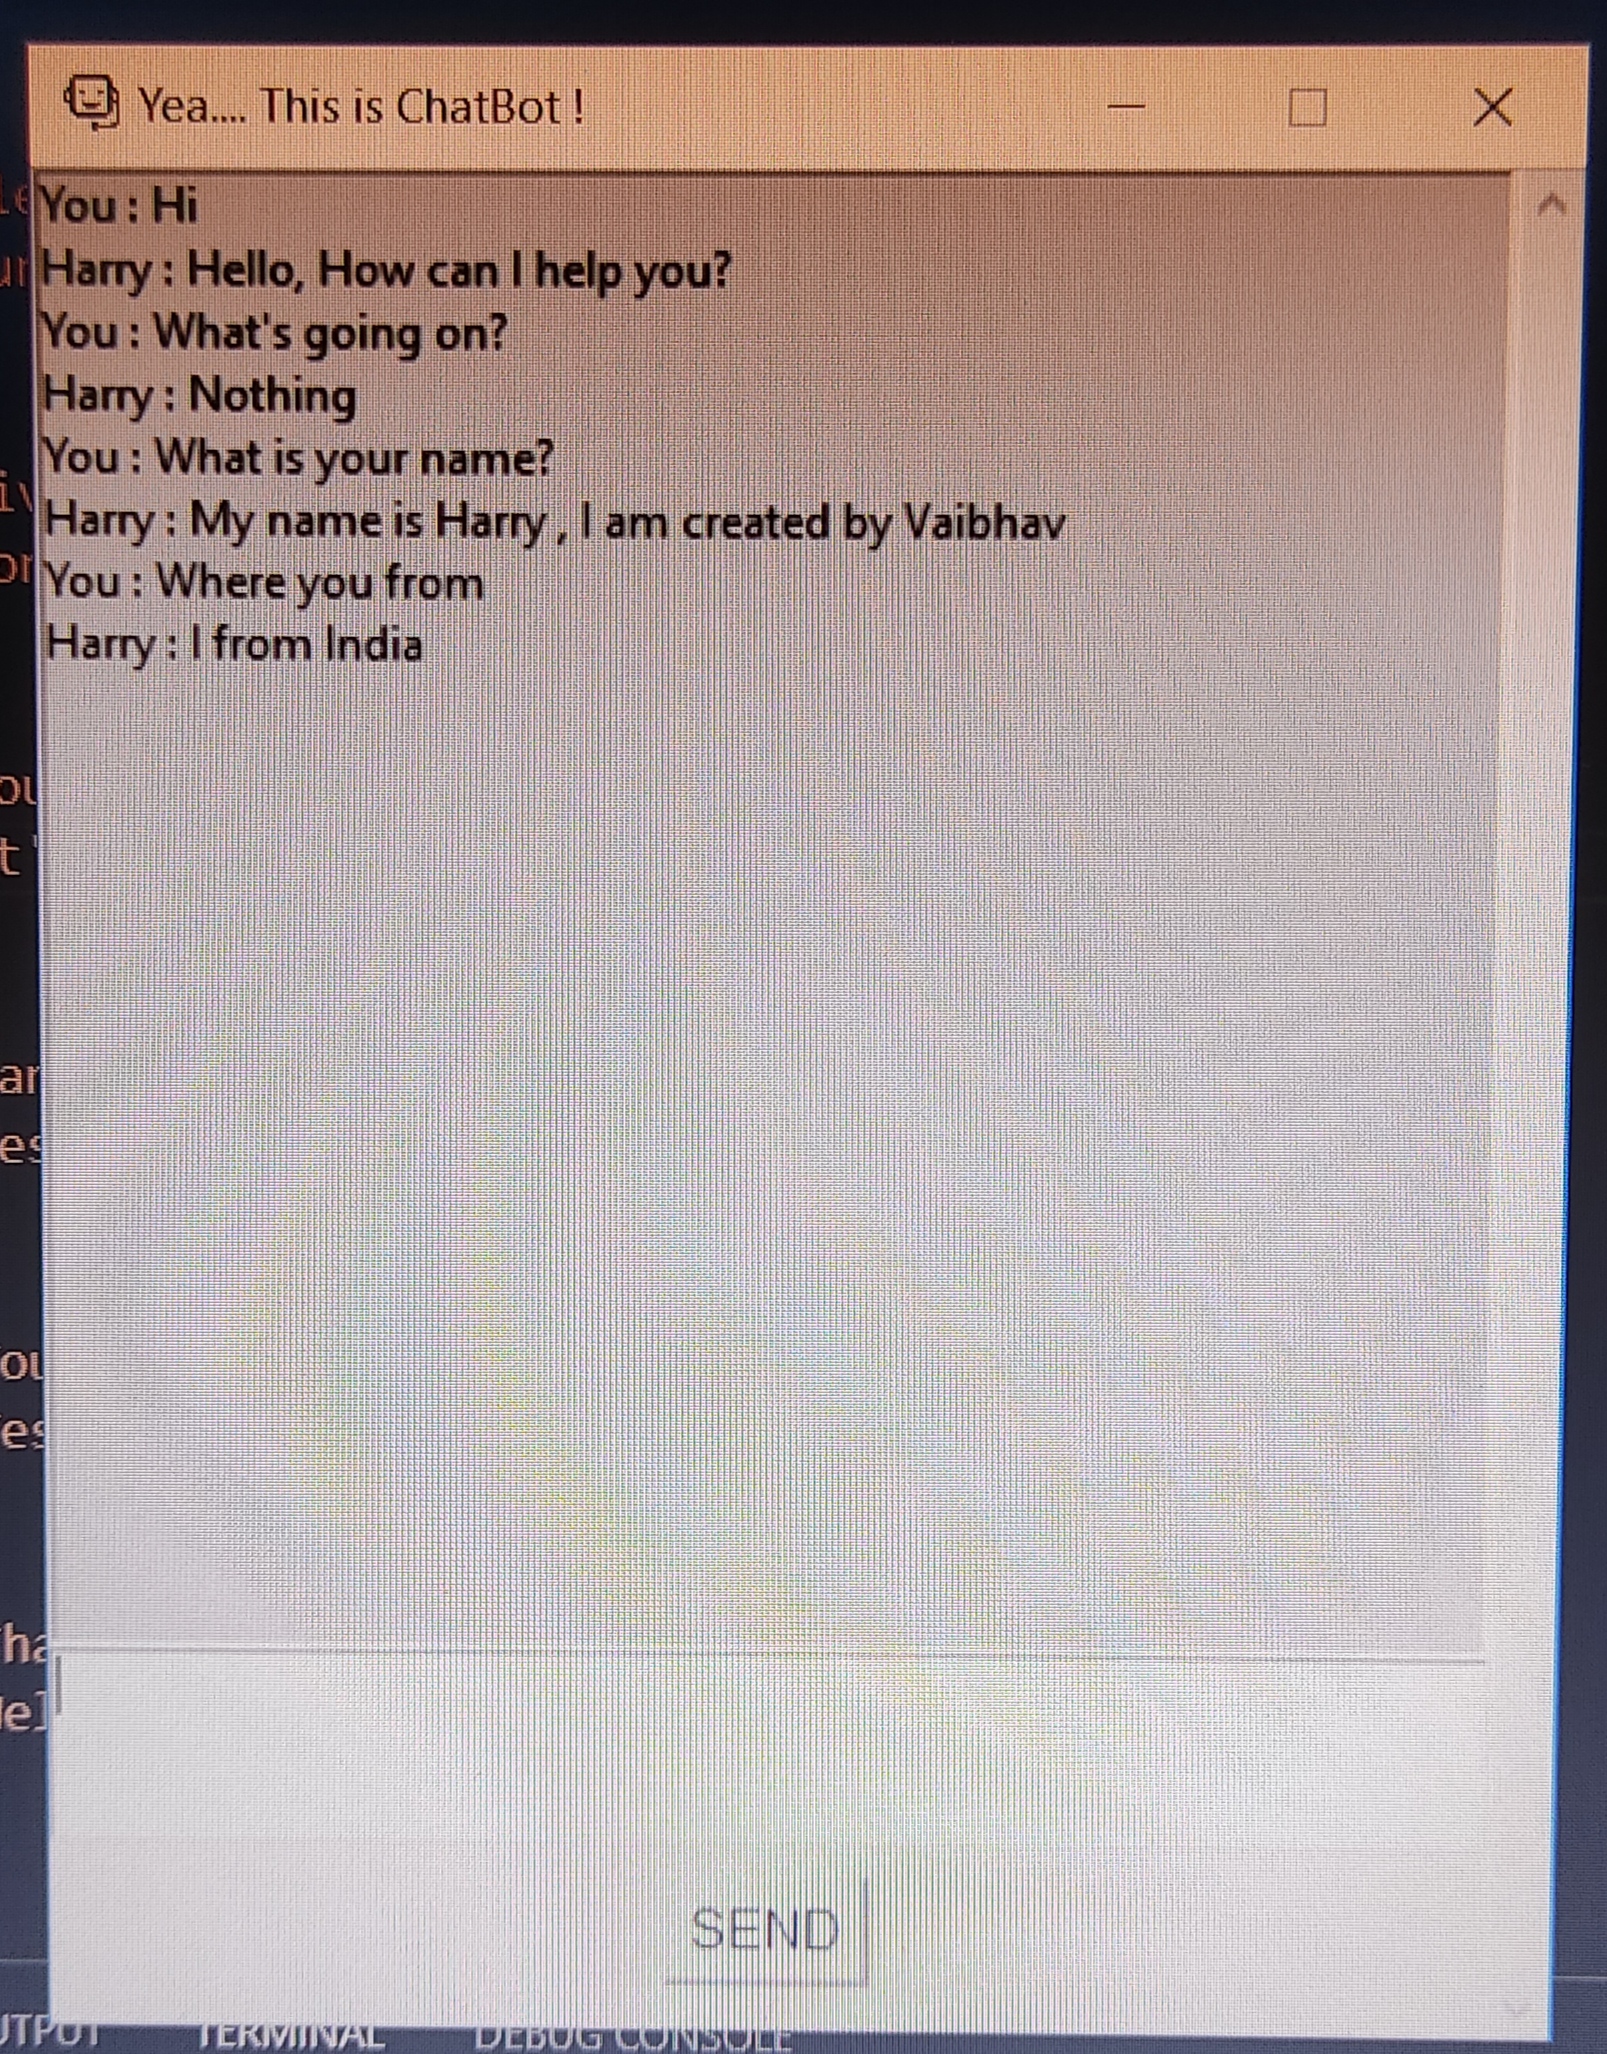 Yea.... This is ChatBot !
You : Hi
Harry : Hello, How can I help you?
You : What's going on?
Harry : Nothing
You : What is your name?
Harry : My name is Harry , I am created by Vaibhav
You : Where you from
Harry : I from India
SEND
TERMINAL
DEBUG CONSOLE